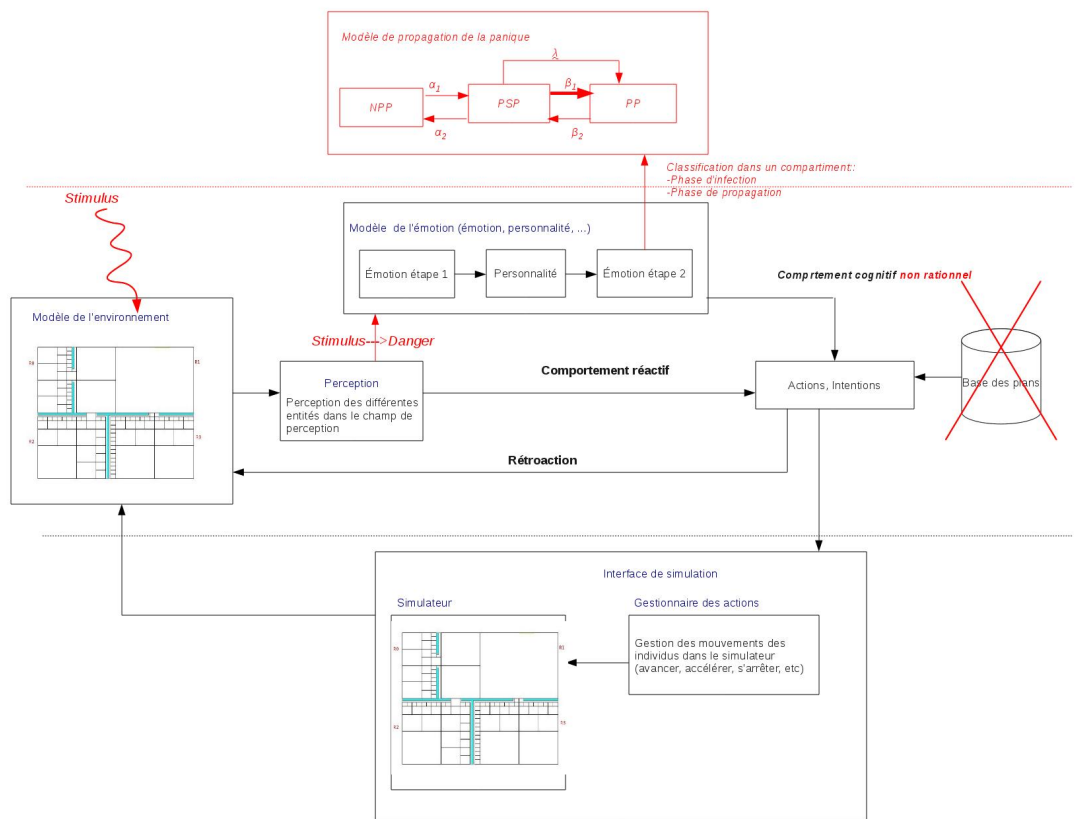 Modèle de propagation de la panique
λ
α1
β1
NPP
PSP
PP
α2
β2
Classification dans un compartiment::
-Phase d'infection
-Phase de propagation
Stimulus
Modèle de l'émotion (émotion, personnalité, ...)
Émotion étape 1
Personnalité
Émotion étape 2
Comprtement cognitif non rationnel
Modèle de l'environnement
Stimulus--->Danger
Perception
Perception des différentes
entités dans le champ de
perception
Comportement réactif
Actions, Intentions
Base des plans
Rétroaction
Interface de simulation
Simulateur
Gestionnaire des actions
Gestion des mouvements des
individus dans le simulateur
(avancer, accélérer, s'arrêter, etc)